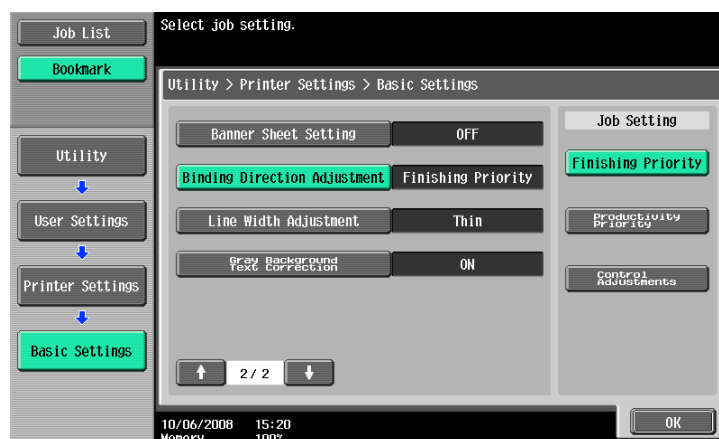 Job List
Select job setting.
Bookmark
Utility > Printer Settings > Basic Settings
Banner Sheet Setting OFF
Binding Direction Adjustment Finishing Priority
Line Width Adjustment Thin
Gray Background
Text Correction
ON
2/2
Job Setting
Finishing Priority
Productivity
Priority
Control
Adjustments
Utility
User Settings
Printer Settings
Basic Settings
10/06/2008 15:20
Memory 100%
OK